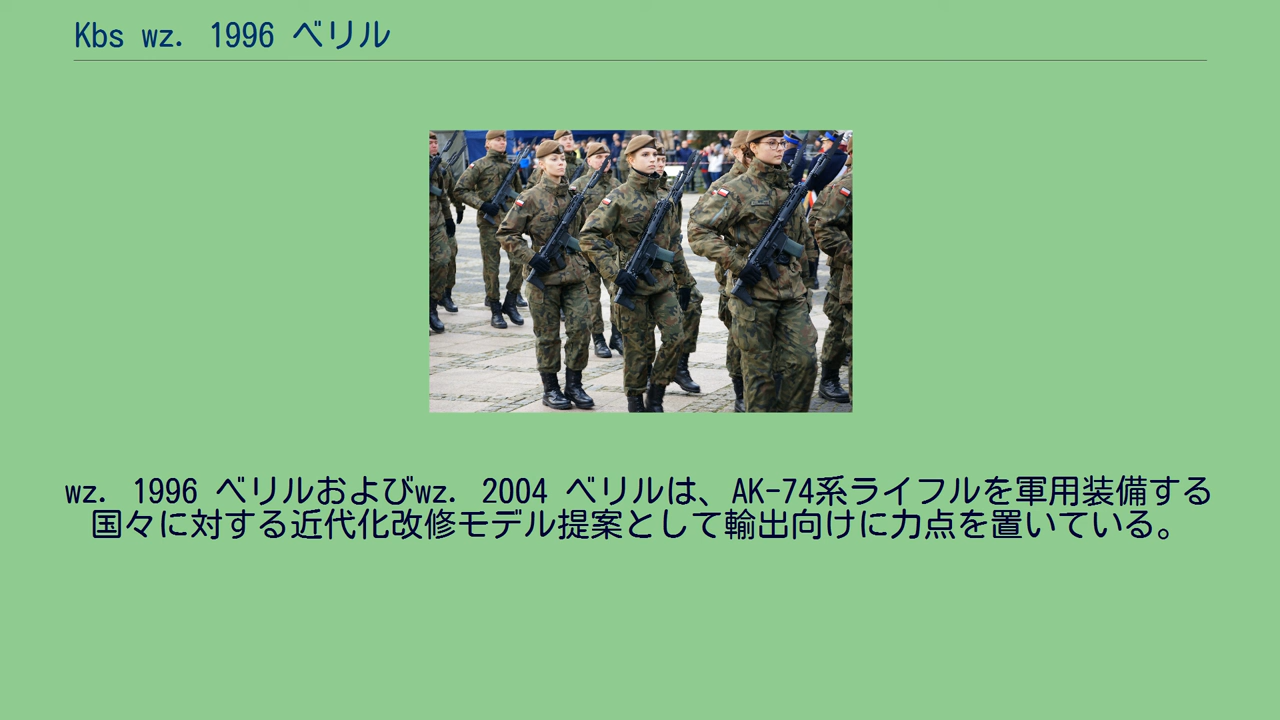 Kbs wz. 1996 ベリル
wz. 1996 ベリルおよびwz. 2004 ベリルは、AK-74系ライフルを軍用装備する
国々に対する近代化改修モデル提案として輸出向けに力点を置いている。